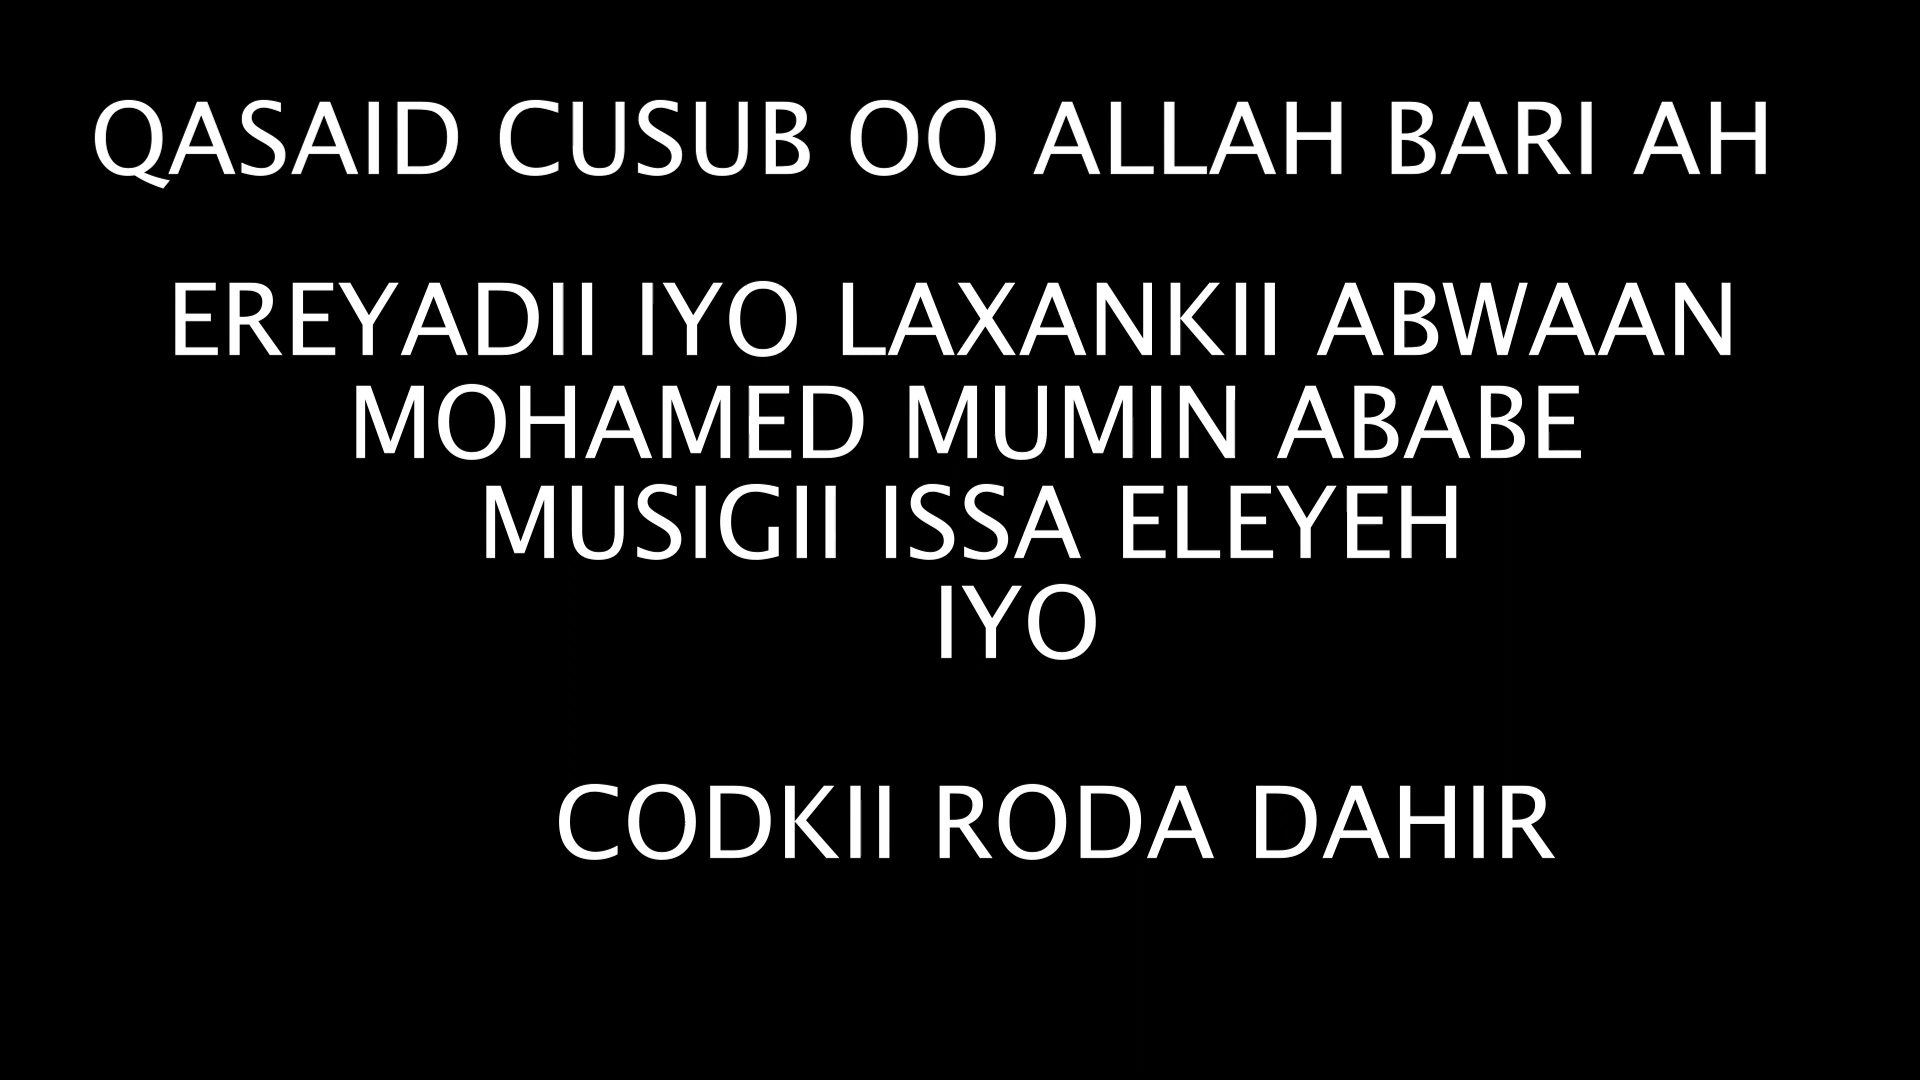 QASAID CUSUB OO ALLAH BARI AH
EREYADII IYO LAXANKII ABWAAN
MOHAMED MUMIN ABABE
MUSIGII ISSA ELEYEH
IYO
CODKII RODA DAHIR